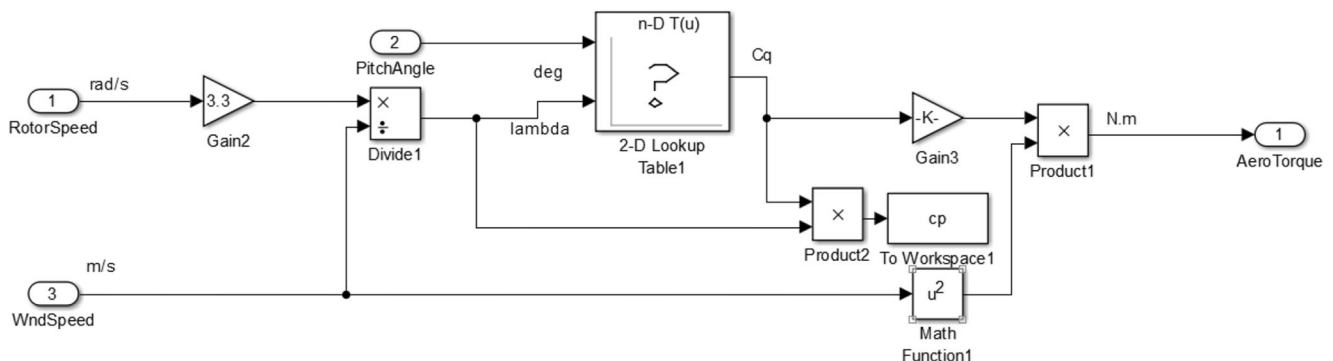 n-D T(u)
2
PitchAngle
Cq
deg
rad/s
1
RotorSpeed
3.3
Gain2
×
÷
Divide1
lambda
2-D Lookup
Table1
-K-
Gain3
×
Product1
N.m
1
AeroTorque
×
Product2
cp
To Workspace1
m/s
3
WndSpeed
u²
Math
Function1